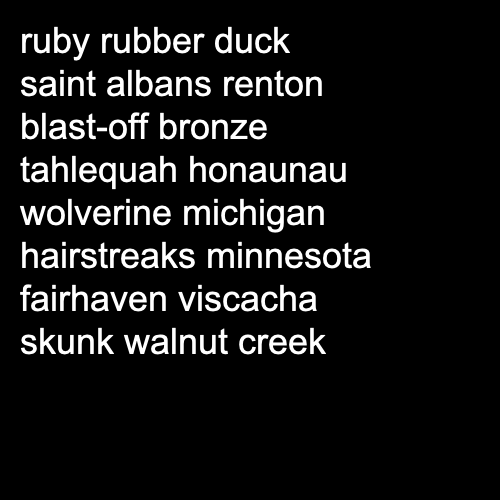 ruby rubber duck
saint albans renton
blast-off bronze
tahlequah honaunau
wolverine michigan
hairstreaks minnesota
fairhaven viscacha
skunk walnut creek